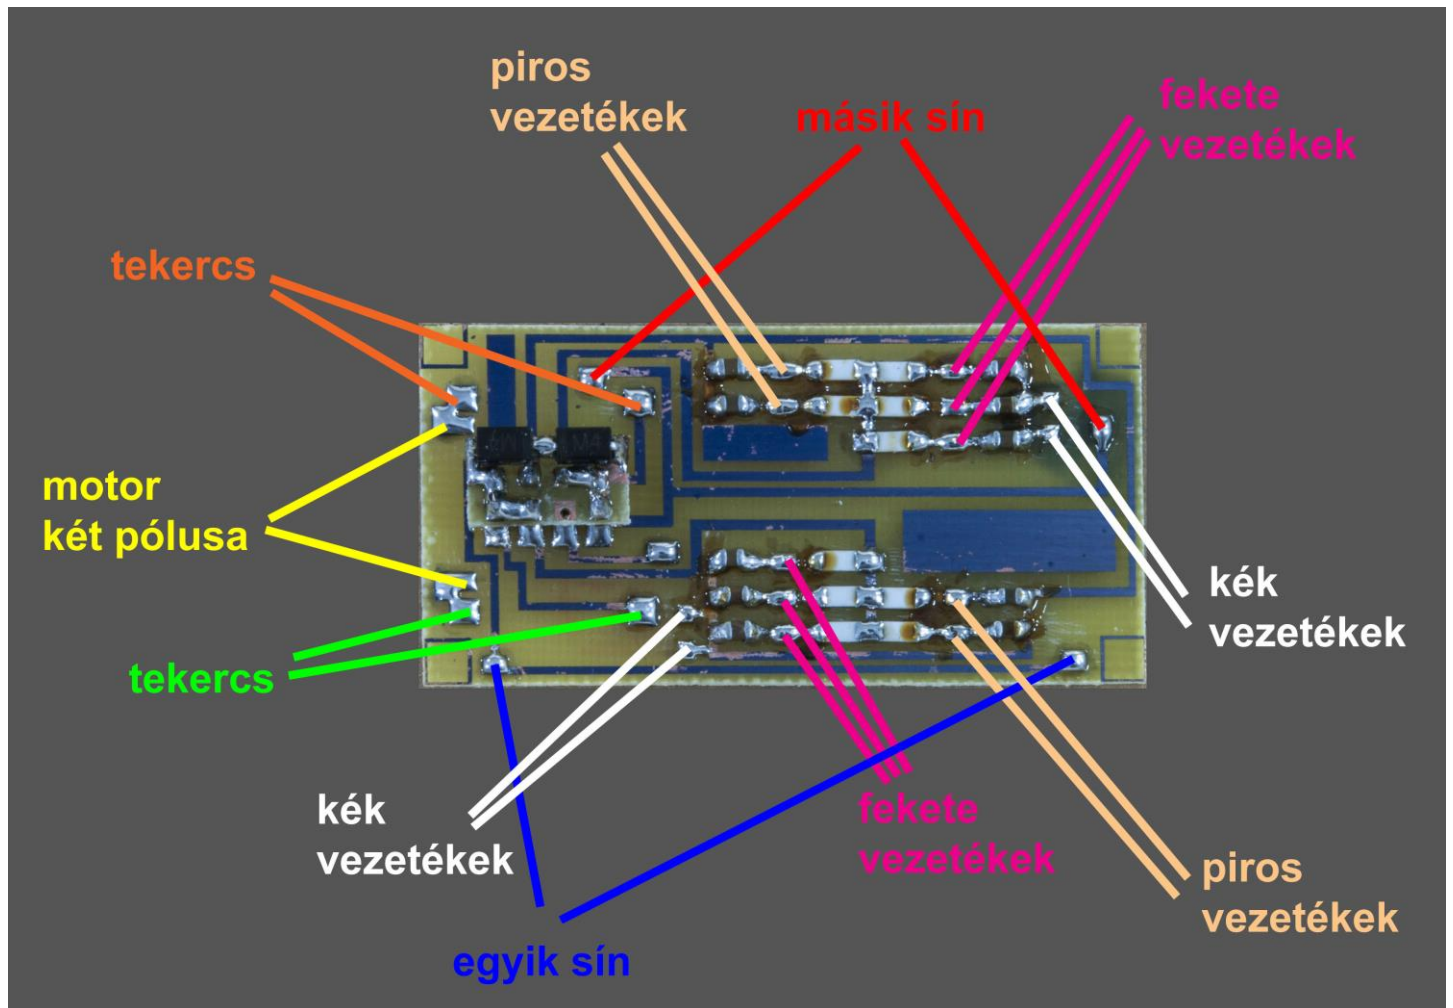 piros
vezetékek
másik sín
fekete
vezetékek
tekercs
M4
motor
két pólusa
kék
vezetékek
tekercs
kék
vezetékek
fekete
vezetékek
piros
vezetékek
egyik sín